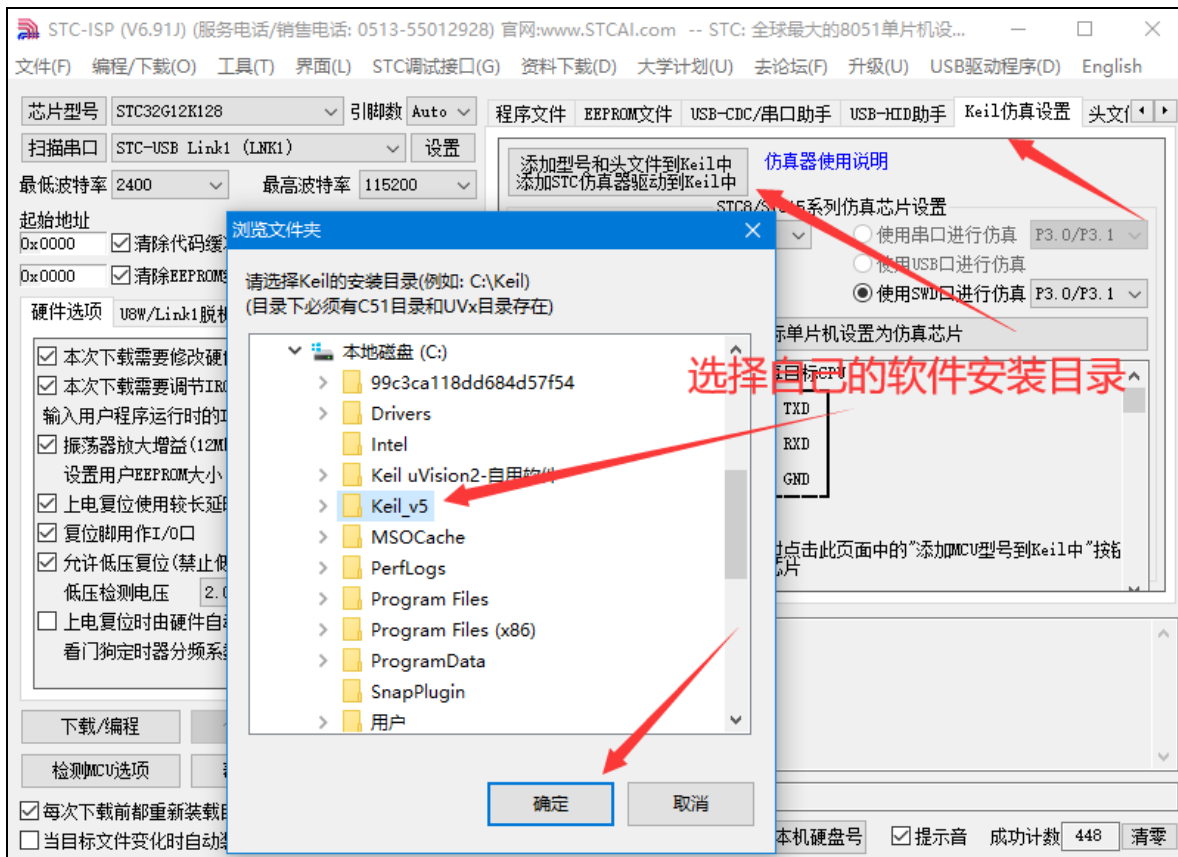 STC-ISP (V6.91J) (服务电话/销售电话: 0513-55012928) 官网:www.STCAI.com -- STC: 全球最大的8051单片机设...
文件(F) 编程/下载(O) 工具(T) 界面(L) STC调试接口(G) 资料下载(D) 大学计划(U) 去论坛(F) 升级(U) USB驱动程序(D) English
芯片型号 STC32G12K128 引脚数 Auto
程序文件 EEPROM文件 USB-CDC/串口助手 USB-HID助手 Keil仿真设置 头文
扫描串口 STC-USB Link1 (LNK1) 设置
添加型号和头文件到Keil中
添加STC仿真器驱动到Keil中
仿真器使用说明
最低波特率 2400 最高波特率 115200
系列仿真芯片设置
起始地址
0x0000 清除代码缓
0x0000 清除EEPROM
使用串口进行仿真 P3.0/P3.1
使用USB口进行仿真
使用SWD口进行仿真 P3.0/P3.1
硬件选项 U8W/Link1脱机
单片机设置为仿真芯片
本次下载需要修改硬
本次下载需要调节IRC
输入用户程序运行时的I
振荡器放大增益(12M
设置用户EEPROM大小
上电复位使用较长延
复位脚用作I/O口
允许低压复位(禁止低
低压检测电压 2.0
上电复位时由硬件自
看门狗定时器分频系
浏览文件夹
请选择Keil的安装目录(例如: C:\Keil)
(目录下必须有C51目录和UVx目录存在)
本地磁盘 (C:)
99c3ca118dd684d57f54
Drivers
Intel
Keil uVision2-自用软件
Keil_v5
MSOCache
PerfLogs
Program Files
Program Files (x86)
ProgramData
SnapPlugin
用户
确定 取消
选择自己的软件安装目录
目标CPU
TXD
RXD
GND
点击此页面中的"添加MCU型号到Keil中"按钮
芯片
下载/编程
检测MCU选项
每次下载前都重新装载目
当目标文件变化时自动
本机硬盘号 提示音 成功计数 448 清零